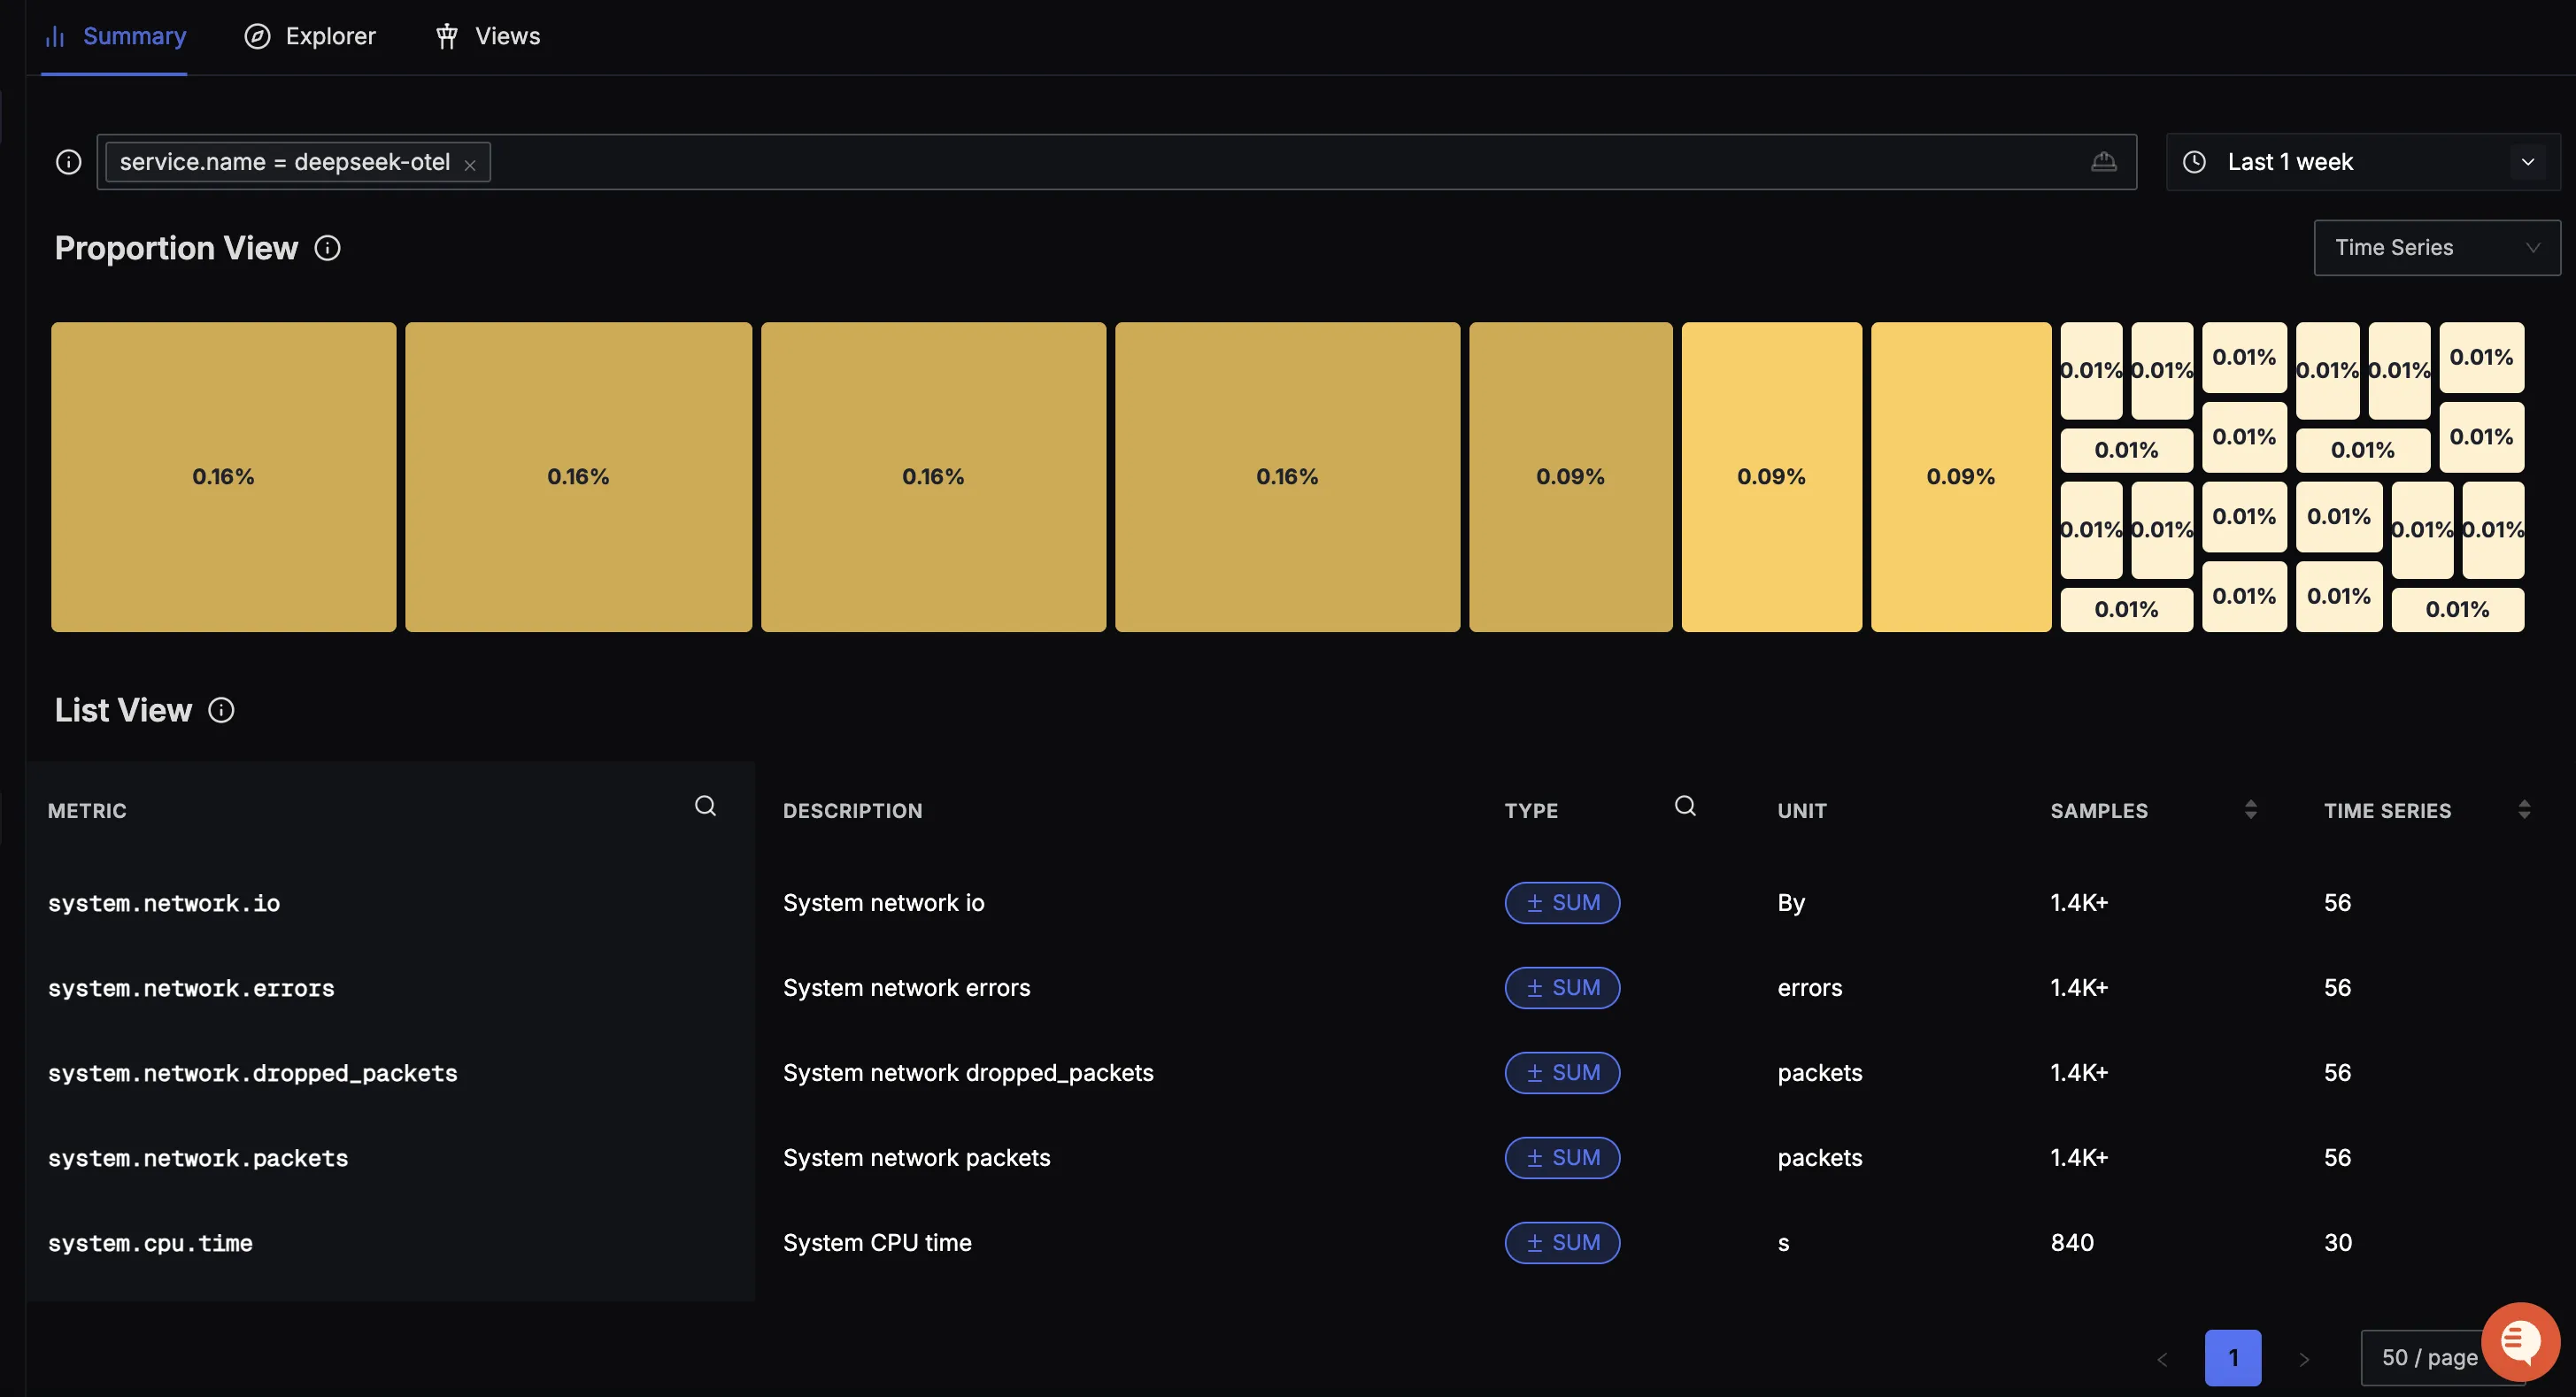 Summary Explorer Views
service.name = deepseek-otel × Last 1 week
Proportion View Time Series
0.16% 0.16% 0.16% 0.16% 0.09% 0.09% 0.09%
0.01% 0.01% 0.01% 0.01% 0.01% 0.01%
0.01% 0.01% 0.01% 0.01%
0.01% 0.01% 0.01% 0.01% 0.01% 0.01%
0.01% 0.01% 0.01% 0.01%
List View
METRIC DESCRIPTION TYPE UNIT SAMPLES TIME SERIES
system.network.io System network io ± SUM By 1.4K+ 56
system.network.errors System network errors ± SUM errors 1.4K+ 56
system.network.dropped_packets System network dropped_packets ± SUM packets 1.4K+ 56
system.network.packets System network packets ± SUM packets 1.4K+ 56
system.cpu.time System CPU time ± SUM s 840 30
< 1 > 50 / page